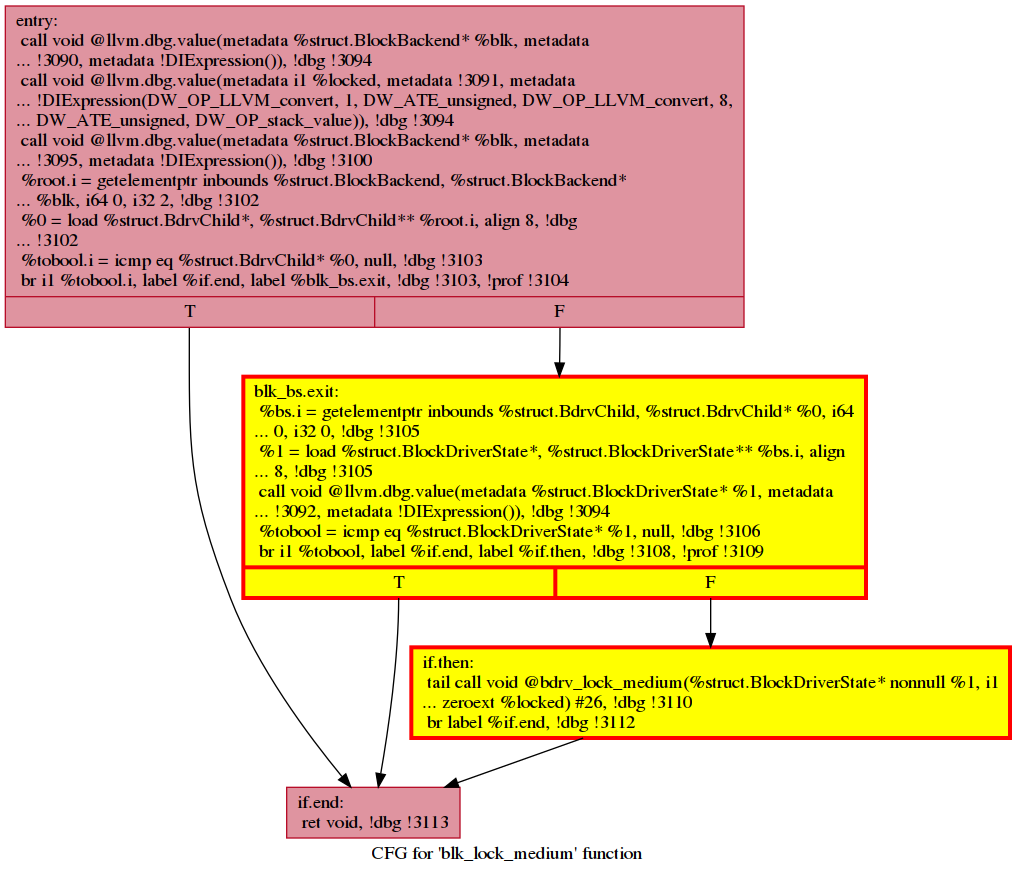 entry:
call void @llvm.dbg.value(metadata %struct.BlockBackend* %blk, metadata
... !3090, metadata !DIExpression()), !dbg !3094
call void @llvm.dbg.value(metadata i1 %locked, metadata !3091, metadata
... !DIExpression(DW_OP_LLVM_convert, 1, DW_ATE_unsigned, DW_OP_LLVM_convert, 8,
... DW_ATE_unsigned, DW_OP_stack_value)), !dbg !3094
call void @llvm.dbg.value(metadata %struct.BlockBackend* %blk, metadata
... !3095, metadata !DIExpression()), !dbg !3100
%root.i = getelementptr inbounds %struct.BlockBackend, %struct.BlockBackend*
... %blk, i64 0, i32 2, !dbg !3102
%0 = load %struct.BdrvChild*, %struct.BdrvChild** %root.i, align 8, !dbg
... !3102
%tobool.i = icmp eq %struct.BdrvChild* %0, null, !dbg !3103
br i1 %tobool.i, label %if.end, label %blk_bs.exit, !dbg !3103, !prof !3104
T
F
blk_bs.exit:
%bs.i = getelementptr inbounds %struct.BdrvChild, %struct.BdrvChild* %0, i64
... 0, i32 0, !dbg !3105
%1 = load %struct.BlockDriverState*, %struct.BlockDriverState** %bs.i, align
... 8, !dbg !3105
call void @llvm.dbg.value(metadata %struct.BlockDriverState* %1, metadata
... !3092, metadata !DIExpression()), !dbg !3094
%tobool = icmp eq %struct.BlockDriverState* %1, null, !dbg !3106
br i1 %tobool, label %if.end, label %if.then, !dbg !3108, !prof !3109
T
F
if.then:
tail call void @bdrv_lock_medium(%struct.BlockDriverState* nonnull %1, i1
... zeroext %locked) #26, !dbg !3110
br label %if.end, !dbg !3112
if.end:
ret void, !dbg !3113
CFG for 'blk_lock_medium' function